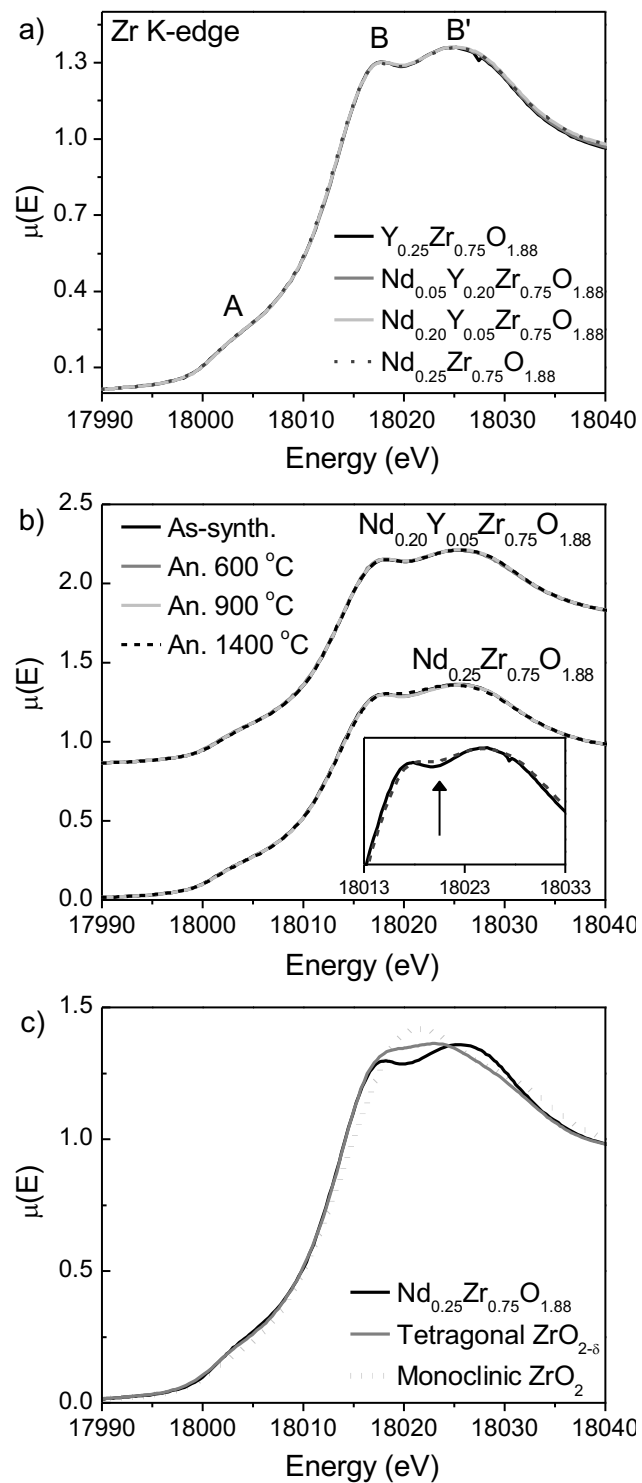 a) Zr K-edge
B
B'
A
μ(E)
1.3
1.0
0.7
0.4
0.1
Y0.25Zr0.75O1.88
Nd0.05Y0.20Zr0.75O1.88
Nd0.20Y0.05Zr0.75O1.88
Nd0.25Zr0.75O1.88
17990 18000 18010 18020 18030 18040
Energy (eV)
b)
As-synth.
An. 600 °C
An. 900 °C
An. 1400 °C
Nd0.20Y0.05Zr0.75O1.88
Nd0.25Zr0.75O1.88
μ(E)
2.5
2.0
1.5
1.0
0.5
0.0
18013 18023 18033
17990 18000 18010 18020 18030 18040
Energy (eV)
c)
μ(E)
1.5
1.0
0.5
0.0
Nd0.25Zr0.75O1.88
Tetragonal ZrO2-δ
Monoclinic ZrO2
17990 18000 18010 18020 18030 18040
Energy (eV)